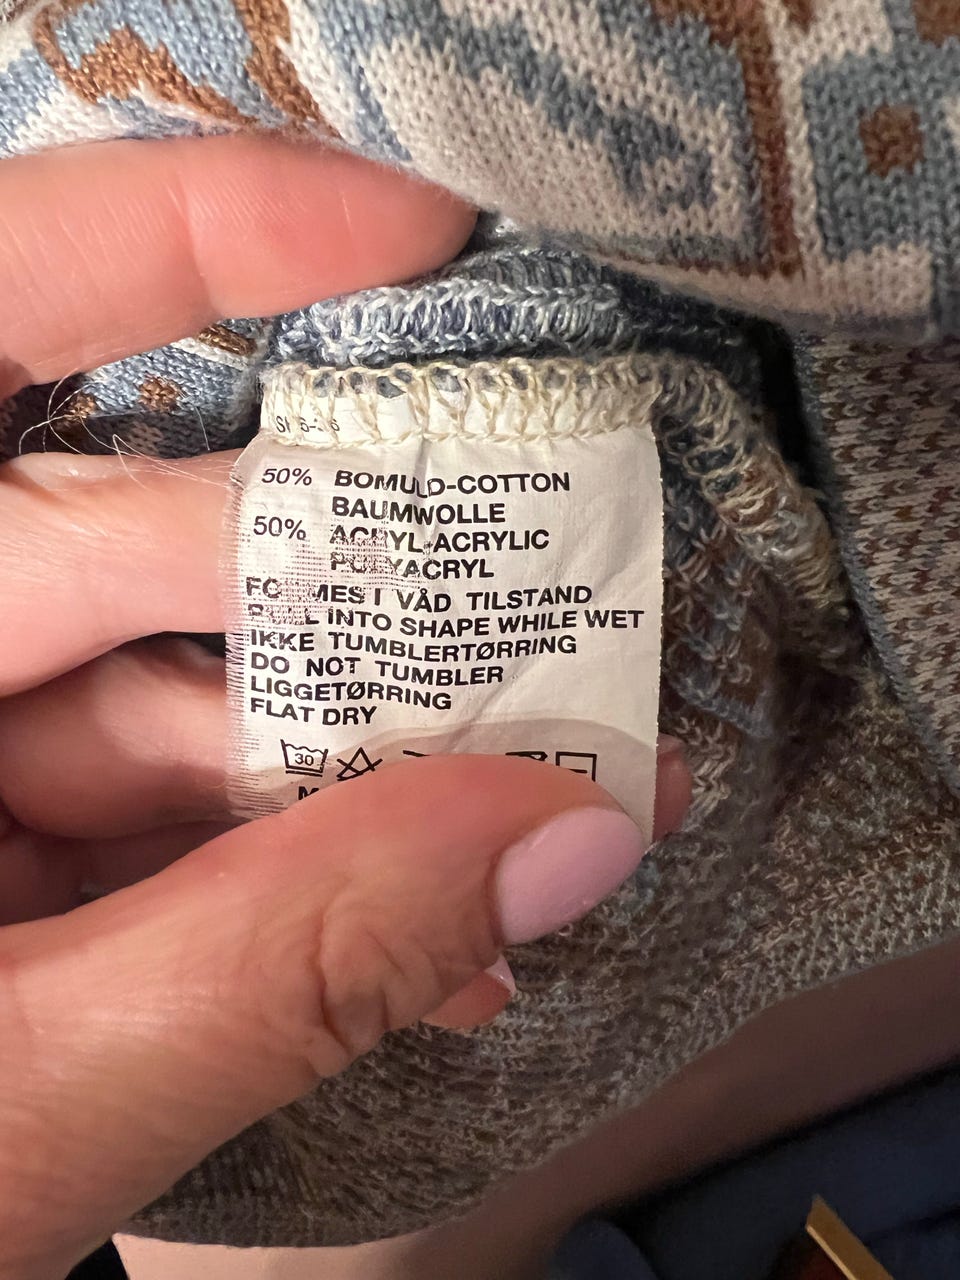 50% BOMULD-COTTON
BAUMWOLLE
50% ACRYL-ACRYLIC
POLYACRYL
FORMES I VÅD TILSTAND
PULL INTO SHAPE WHILE WET
IKKE TUMBLERTØRRING
DO NOT TUMBLER
LIGGETØRRING
FLAT DRY
30